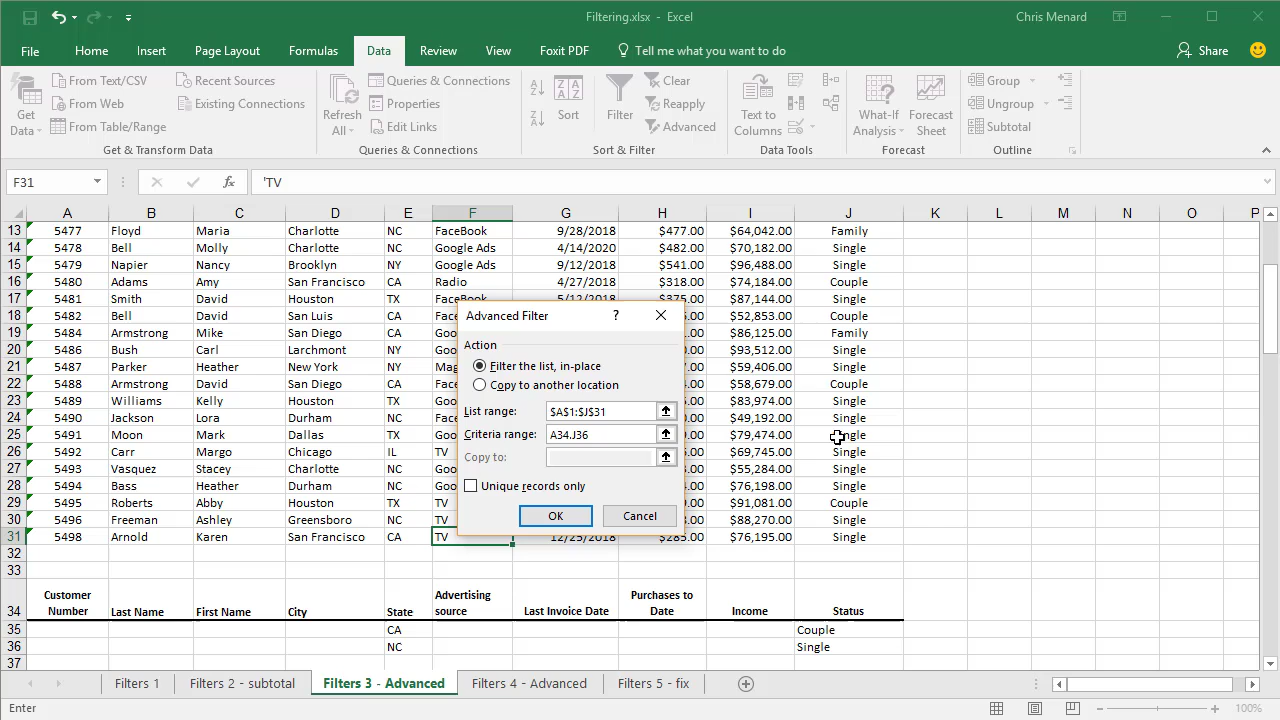 Filtering.xlsx - Excel
Chris Menard
File Home Insert Page Layout Formulas Data Review View Foxit PDF Tell me what you want to do Share
Get Data
From Text/CSV
From Web
From Table/Range
Recent Sources
Existing Connections
Get & Transform Data
Refresh All
Queries & Connections
Properties
Edit Links
Queries & Connections
Sort
Filter
Clear
Reapply
Advanced
Sort & Filter
Text to Columns
Data Tools
What-If Analysis
Forecast Sheet
Forecast
Group
Ungroup
Subtotal
Outline
F31 fx 'TV
A B C D E F G H I J K L M N O P
13 5477 Floyd Maria Charlotte NC FaceBook 9/28/2018 $477.00 $64,042.00 Family
14 5478 Bell Molly Charlotte NC Google Ads 4/14/2020 $482.00 $70,182.00 Single
15 5479 Napier Nancy Brooklyn NY Google Ads 9/12/2018 $541.00 $96,488.00 Single
16 5480 Adams Amy San Francisco CA Radio 4/27/2018 $318.00 $74,184.00 Couple
17 5481 Smith David Houston TX FaceBook 5/12/2018 $375.00 $87,144.00 Single
18 5482 Bell David San Luis CA $52,853.00 Couple
19 5484 Armstrong Mike San Diego CA $86,125.00 Family
20 5486 Bush Carl Larchmont NY $93,512.00 Single
21 5487 Parker Heather New York NY $59,406.00 Single
22 5488 Armstrong David San Diego CA $58,679.00 Couple
23 5489 Williams Kelly Houston TX $83,974.00 Single
24 5490 Jackson Lora Durham NC $49,192.00 Single
25 5491 Moon Mark Dallas TX $79,474.00 Single
26 5492 Carr Margo Chicago IL TV $69,745.00 Single
27 5493 Vasquez Stacey Charlotte NC $55,284.00 Single
28 5494 Bass Heather Durham NC $76,198.00 Single
29 5495 Roberts Abby Houston TX TV $91,081.00 Couple
30 5496 Freeman Ashley Greensboro NC TV $88,270.00 Single
31 5498 Arnold Karen San Francisco CA TV 12/25/2018 $285.00 $76,195.00 Single
32
33
34 Customer Number Last Name First Name City State Advertising source Last Invoice Date Purchases to Date Income Status
35 CA Couple
36 NC Single
37
Advanced Filter ?
Action
Filter the list, in-place
Copy to another location
List range: $A$1:$J$31
Criteria range: A34.J36
Copy to:
Unique records only
OK Cancel
Filters 1 Filters 2 - subtotal Filters 3 - Advanced Filters 4 - Advanced Filters 5 - fix
Enter 100%